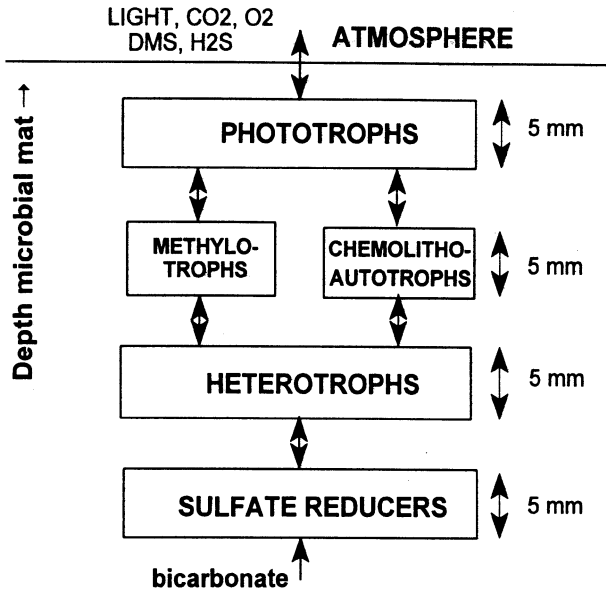 LIGHT, CO2, O2
DMS, H2S
ATMOSPHERE
Depth microbial mat →
PHOTOTROPHS
5 mm
METHYLO-
TROPHS
CHEMOLITHO-
AUTOTROPHS
5 mm
HETEROTROPHS
5 mm
SULFATE REDUCERS
5 mm
bicarbonate